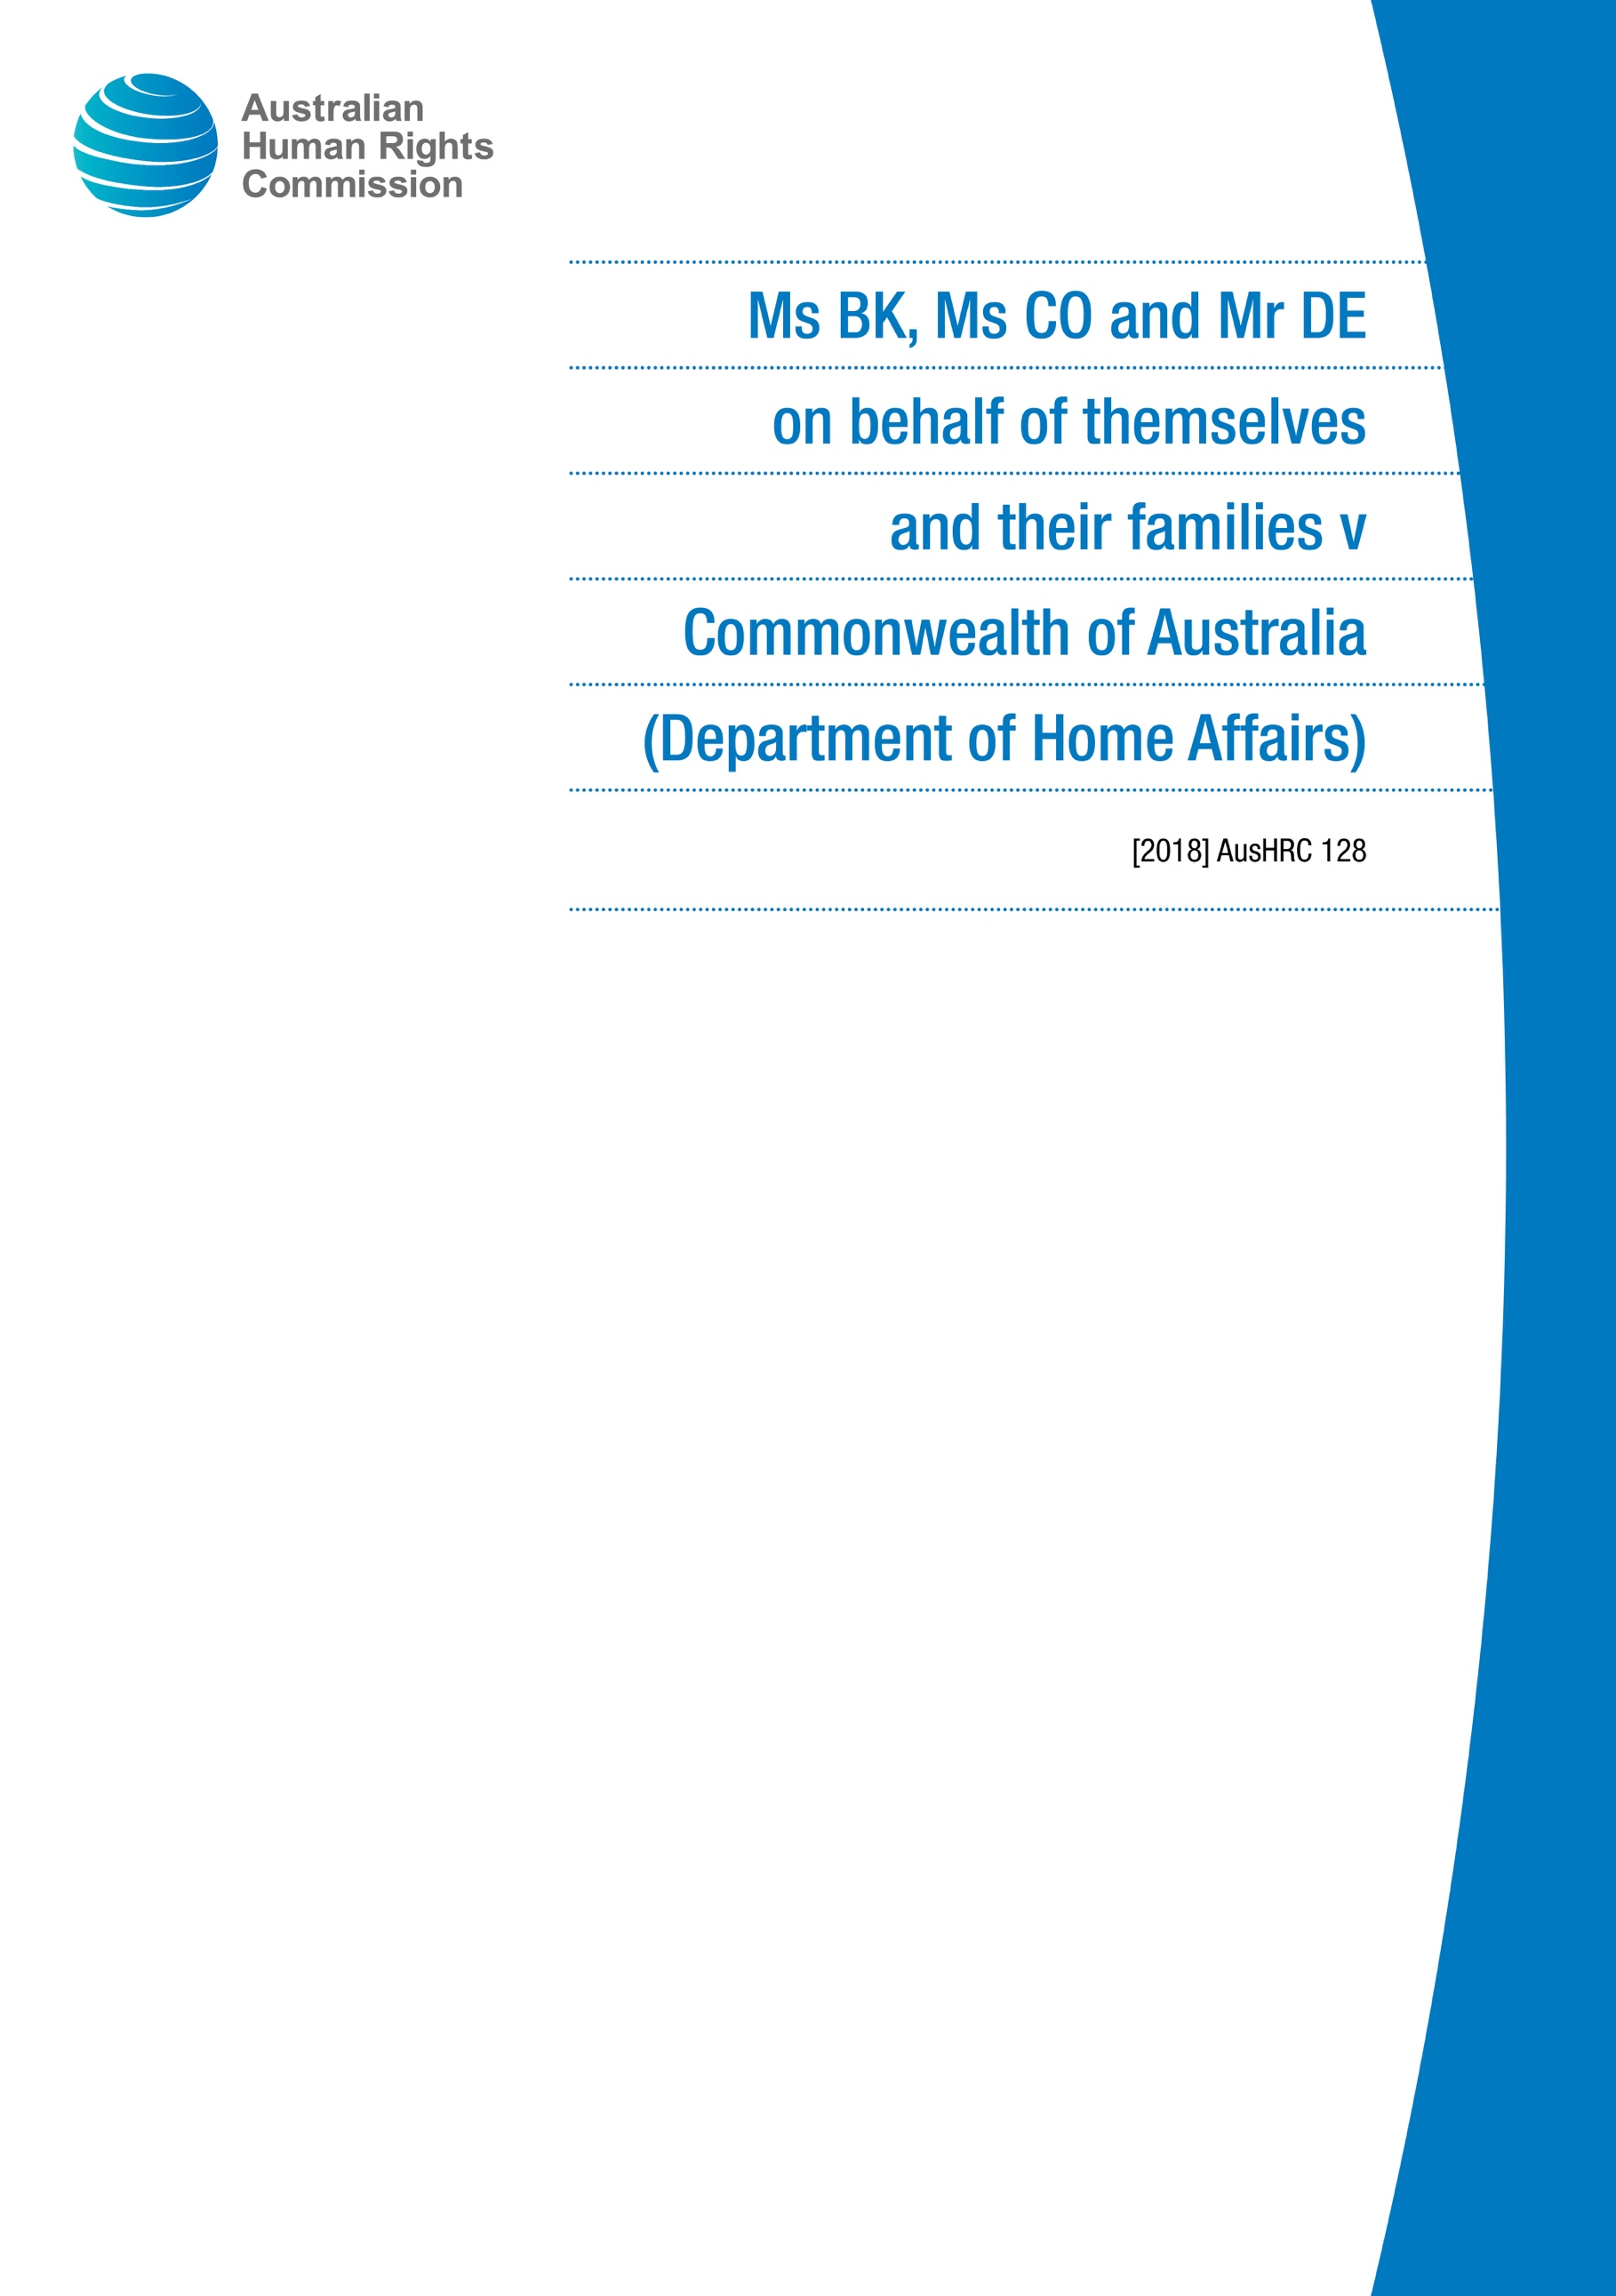 Australian
Human Rights
Commission
Ms BK, Ms CO and Mr DE
on behalf of themselves
and their families v
Commonwealth of Australia
(Department of Home Affairs)
[2018] AusHRC 128